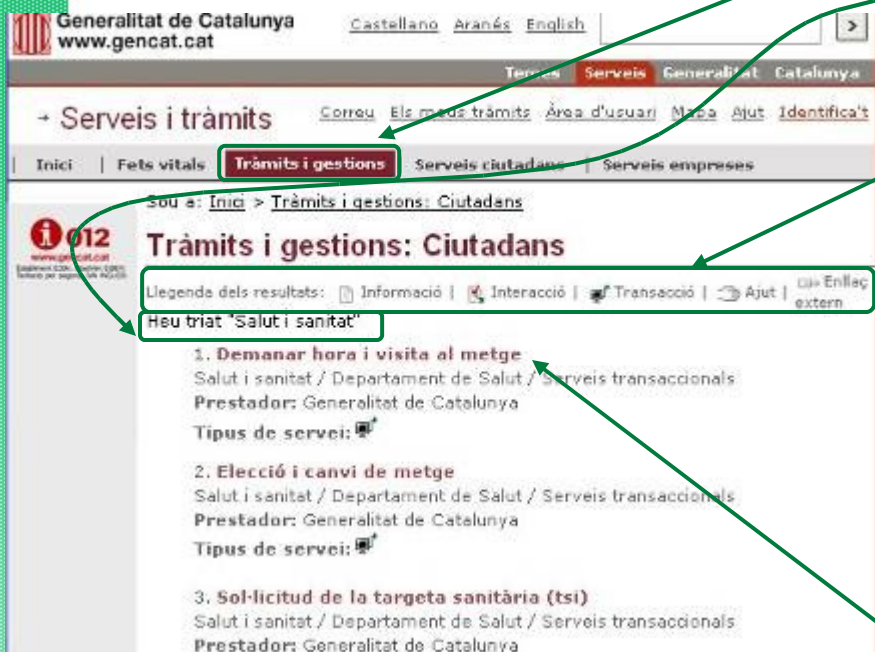 Generalitat de Catalunya
www.gencat.cat
Castellano Aranés English
>
Temes Serveis Generalitat Catalunya
→ Serveis i tràmits
Correu Els meus tràmits Àrea d'usuari Mapa Ajut Identifica't
Inici | Fets vitals Tràmits i gestions Serveis ciutadans | Serveis empreses
Sou a: Inici > Tràmits i gestions: Ciutadans
012
www.gencat.cat
Tràmits i gestions: Ciutadans
Llegenda dels resultats: Informació | Interacció | Transacció | Ajut | Enllaç extern
Heu triat "Salut i sanitat"
1. Demanar hora i visita al metge
Salut i sanitat / Departament de Salut / Serveis transaccionals
Prestador: Generalitat de Catalunya
Tipus de servei:
2. Elecció i canvi de metge
Salut i sanitat / Departament de Salut / Serveis transaccionals
Prestador: Generalitat de Catalunya
Tipus de servei:
3. Sol·licitud de la targeta sanitària (tsi)
Salut i sanitat / Departament de Salut / Serveis transaccionals
Prestador: Generalitat de Catalunya